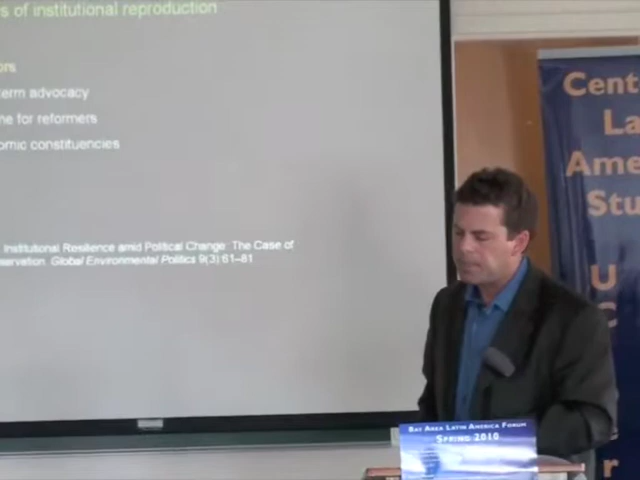 s of institutional reproduction
ors
term advocacy
ne for reformers
omic constituencies
Institutional Resilience amid Political Change: The Case of
servation. Global Environmental Politics 9(3):61–81
Cent
La
Ame
Stu
U
C
r
BAY AREA LATIN AMERICA FORUM
SPRING 2010